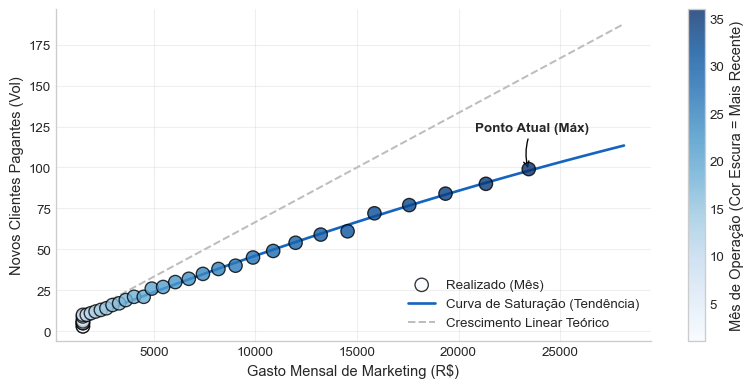 Novos Clientes Pagantes (Vol)
175
150
125
100
75
50
25
0
Ponto Atual (Máx)
Realizado (Mês)
Curva de Saturação (Tendência)
Crescimento Linear Teórico
5000
10000
15000
20000
25000
Gasto Mensal de Marketing (R$)
35
30
25
20
15
10
5
Mês de Operação (Cor Escura = Mais Recente)